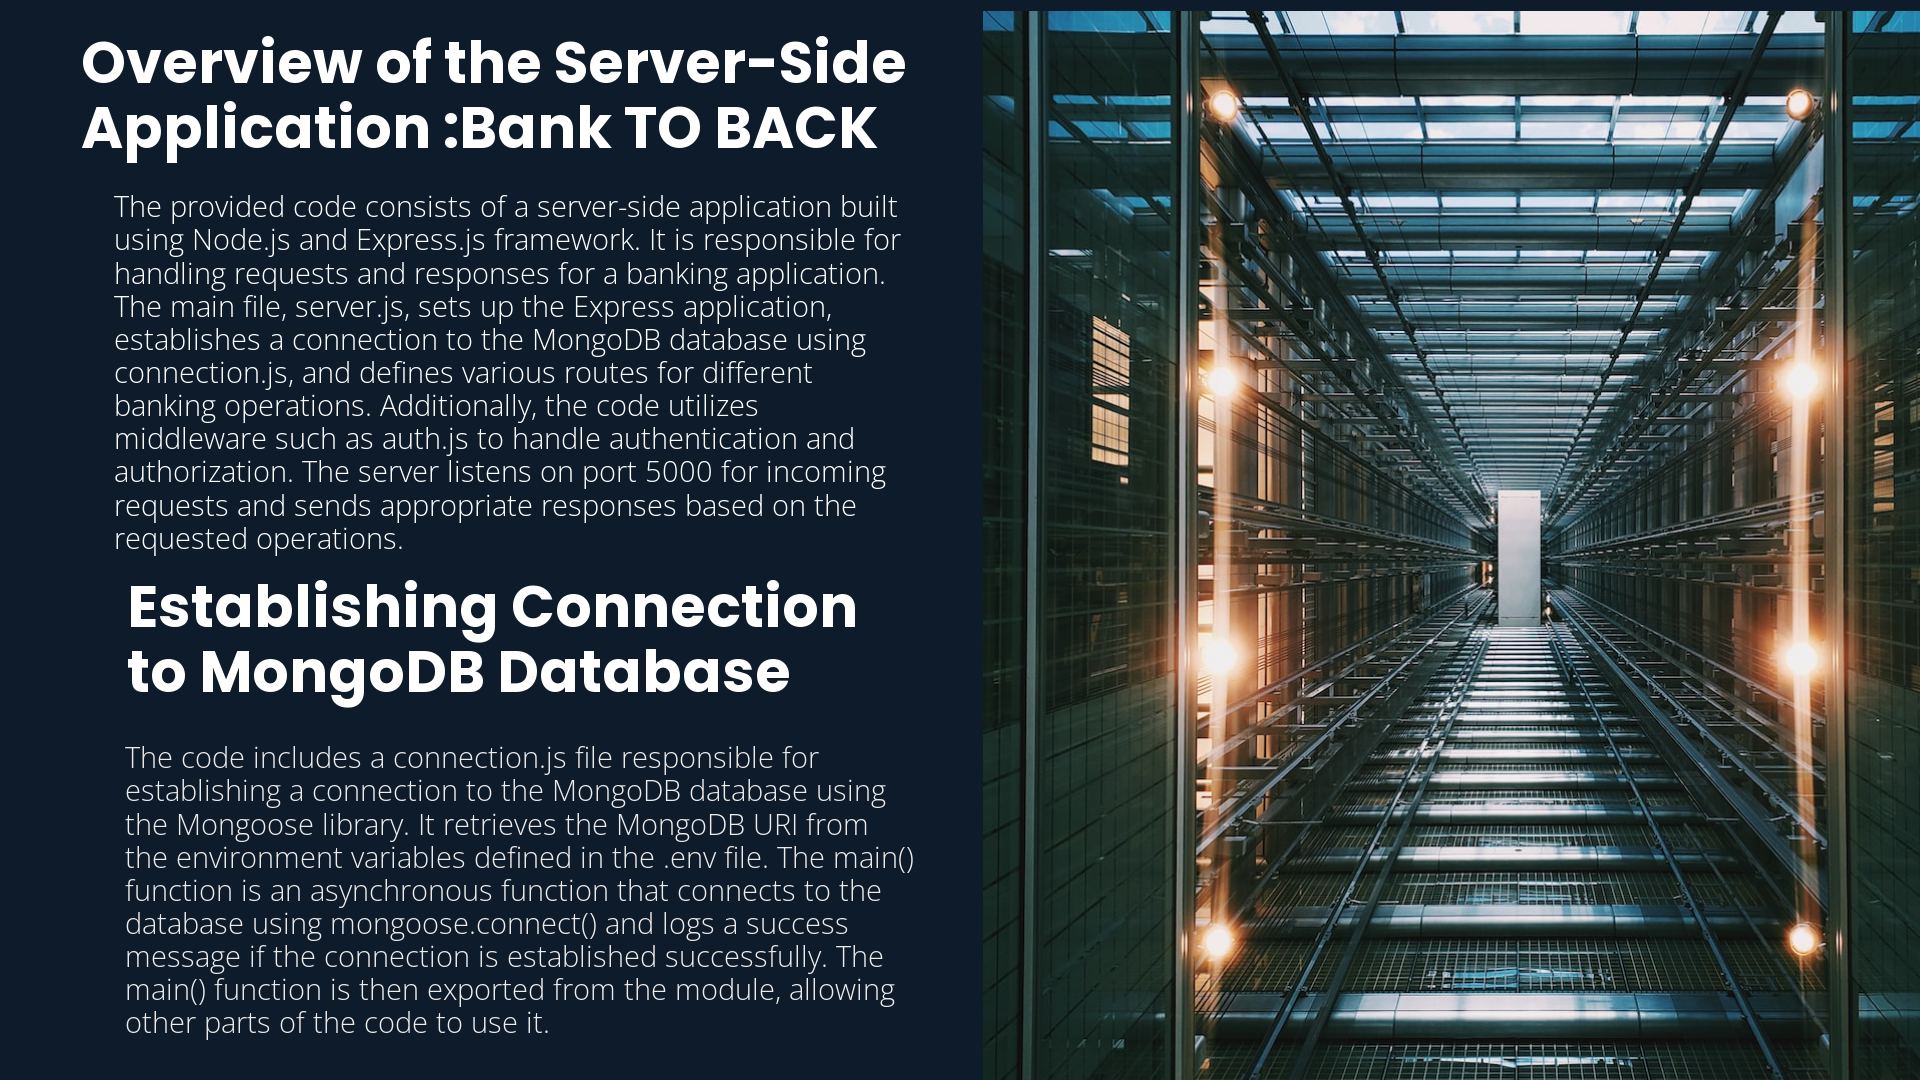 Overview of the Server-Side
Application :Bank TO BACK
The provided code consists of a server-side application built
using Node.js and Express.js framework. It is responsible for
handling requests and responses for a banking application.
The main file, server.js, sets up the Express application,
establishes a connection to the MongoDB database using
connection.js, and defines various routes for different
banking operations. Additionally, the code utilizes
middleware such as auth.js to handle authentication and
authorization. The server listens on port 5000 for incoming
requests and sends appropriate responses based on the
requested operations.
Establishing Connection
to MongoDB Database
The code includes a connection.js file responsible for
establishing a connection to the MongoDB database using
the Mongoose library. It retrieves the MongoDB URI from
the environment variables defined in the .env file. The main()
function is an asynchronous function that connects to the
database using mongoose.connect() and logs a success
message if the connection is established successfully. The
main() function is then exported from the module, allowing
other parts of the code to use it.